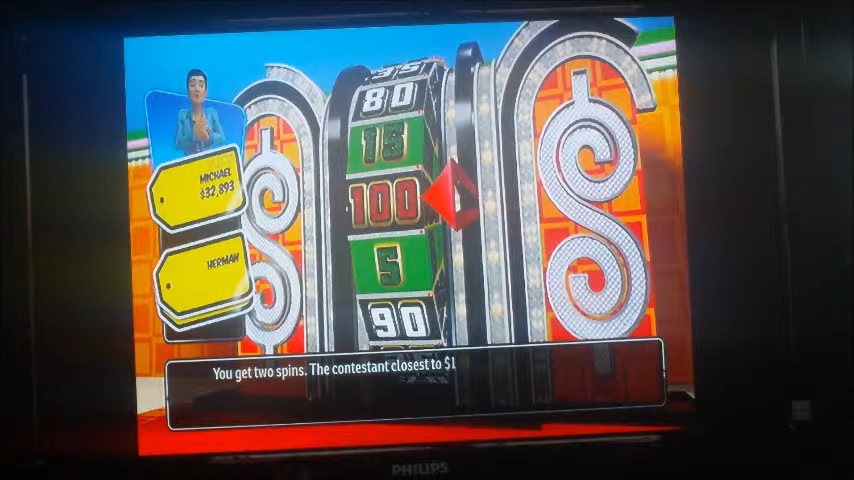 35
80
15
100
5
90
MICHAEL
$32,893
HERMAN
You get two spins. The contestant closest to $1
PHILIPS